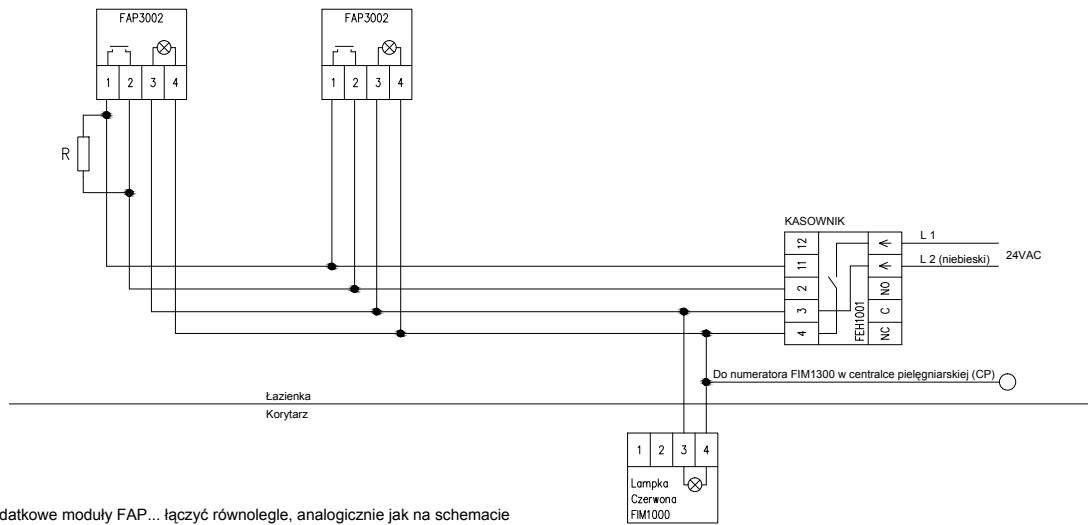 FAP3002
FAP3002
1 2 3 4
1 2 3 4
R
KASOWNIK
12
11
2
3
4
FEH1001
NO
C
NC
L 1
L 2 (niebieski)
24VAC
Do numeratora FIM1300 w centralce pielęgniarskiej (CP)
Łazienka
Korytarz
1 2 3 4
Lampka
Czerwona
FIM1000
datkowe moduły FAP... łączyć równolegle, analogicznie jak na schemacie